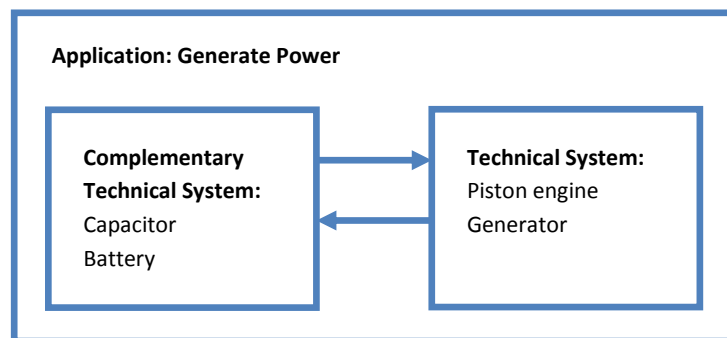 Application: Generate Power
Complementary
Technical System:
Capacitor
Battery
Technical System:
Piston engine
Generator